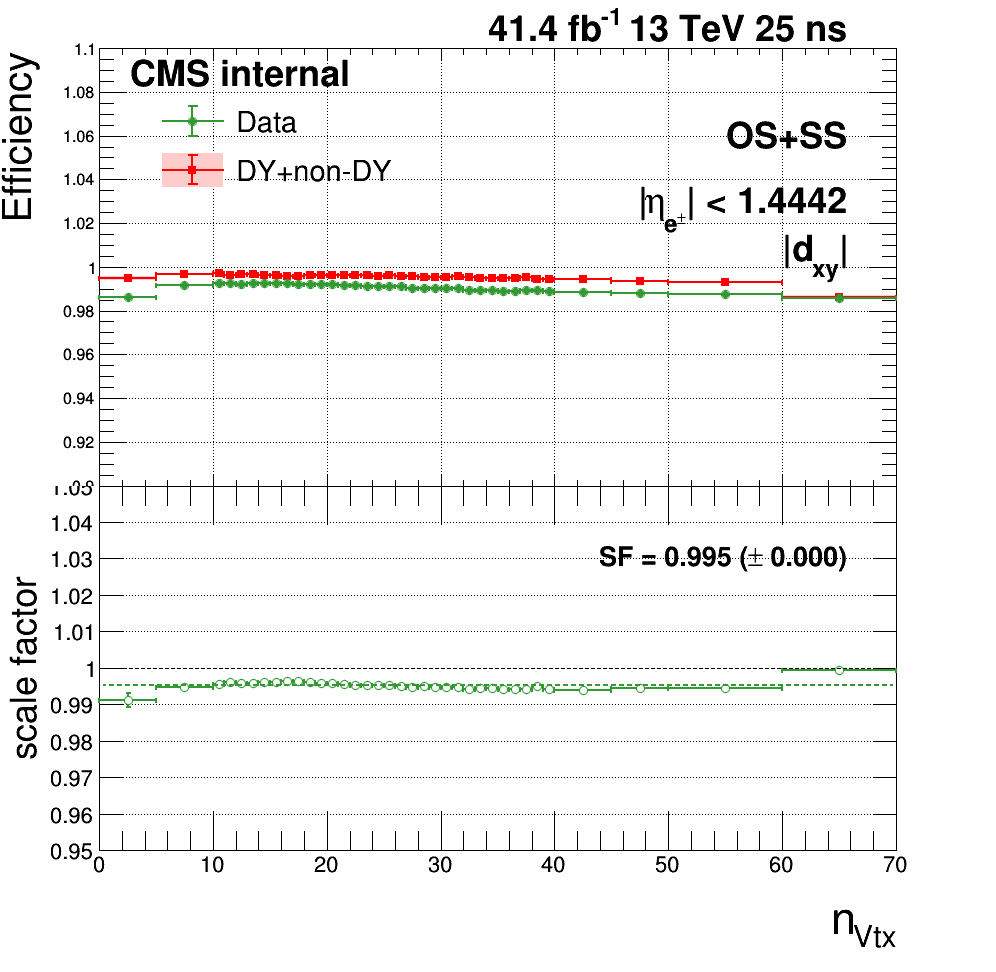 41.4 fb⁻¹ 13 TeV 25 ns
Efficiency
1.1
1.08
1.06
1.04
1.02
1
0.98
0.96
0.94
0.92
CMS internal
Data
DY+non-DY
OS+SS
|η_e±| < 1.4442
|d_xy|
scale factor
1.04
1.03
1.02
1.01
1
0.99
0.98
0.97
0.96
0.95
SF = 0.995 (± 0.000)
0 10 20 30 40 50 60 70
n_Vtx